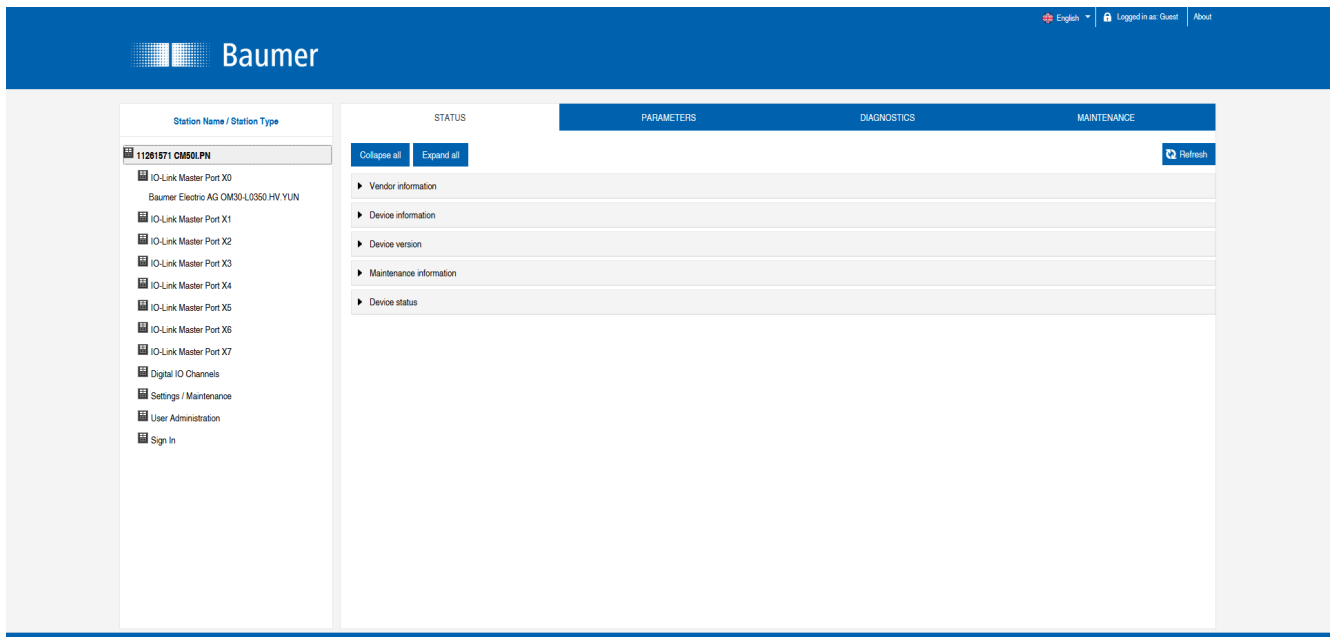 English
Logged in as: Guest
About
Baumer
Station Name / Station Type
STATUS
PARAMETERS
DIAGNOSTICS
MAINTENANCE
11261571 CM50I.PN
IO-Link Master Port X0
Baumer Electric AG OM30-L0350.HV.YUN
IO-Link Master Port X1
IO-Link Master Port X2
IO-Link Master Port X3
IO-Link Master Port X4
IO-Link Master Port X5
IO-Link Master Port X6
IO-Link Master Port X7
Digital IO Channels
Settings / Maintenance
User Administration
Sign In
Collapse all
Expand all
Refresh
Vendor information
Device information
Device version
Maintenance information
Device status